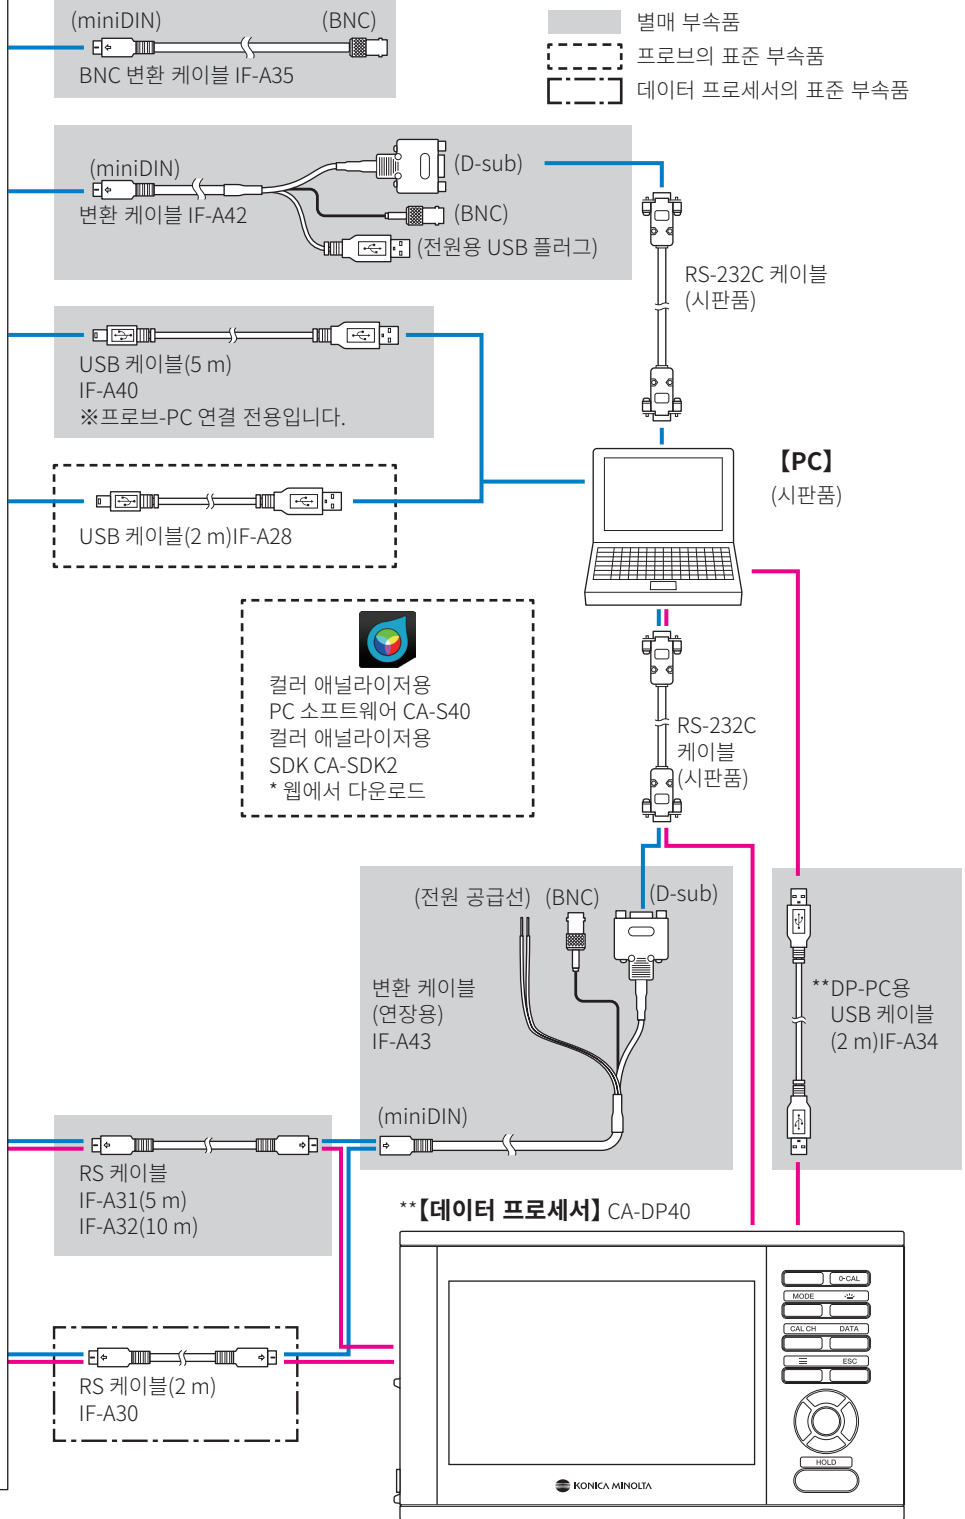 (miniDIN) (BNC)
BNC 변환 케이블 IF-A35
별매 부속품
프로브의 표준 부속품
데이터 프로세서의 표준 부속품
(miniDIN)
변환 케이블 IF-A42
(D-sub)
(BNC)
(전원용 USB 플러그)
RS-232C 케이블
(시판품)
USB 케이블(5 m)
IF-A40
※프로브-PC 연결 전용입니다.
【PC】
(시판품)
USB 케이블(2 m)IF-A28
컬러 애널라이저용
PC 소프트웨어 CA-S40
컬러 애널라이저용
SDK CA-SDK2
* 웹에서 다운로드
RS-232C
케이블
(시판품)
(전원 공급선) (BNC) (D-sub)
변환 케이블
(연장용)
IF-A43
(miniDIN)
**DP-PC용
USB 케이블
(2 m)IF-A34
RS 케이블
IF-A31(5 m)
IF-A32(10 m)
**【데이터 프로세서】 CA-DP40
0-CAL
MODE
CAL CH DATA
ESC
HOLD
RS 케이블(2 m)
IF-A30
KONICA MINOLTA